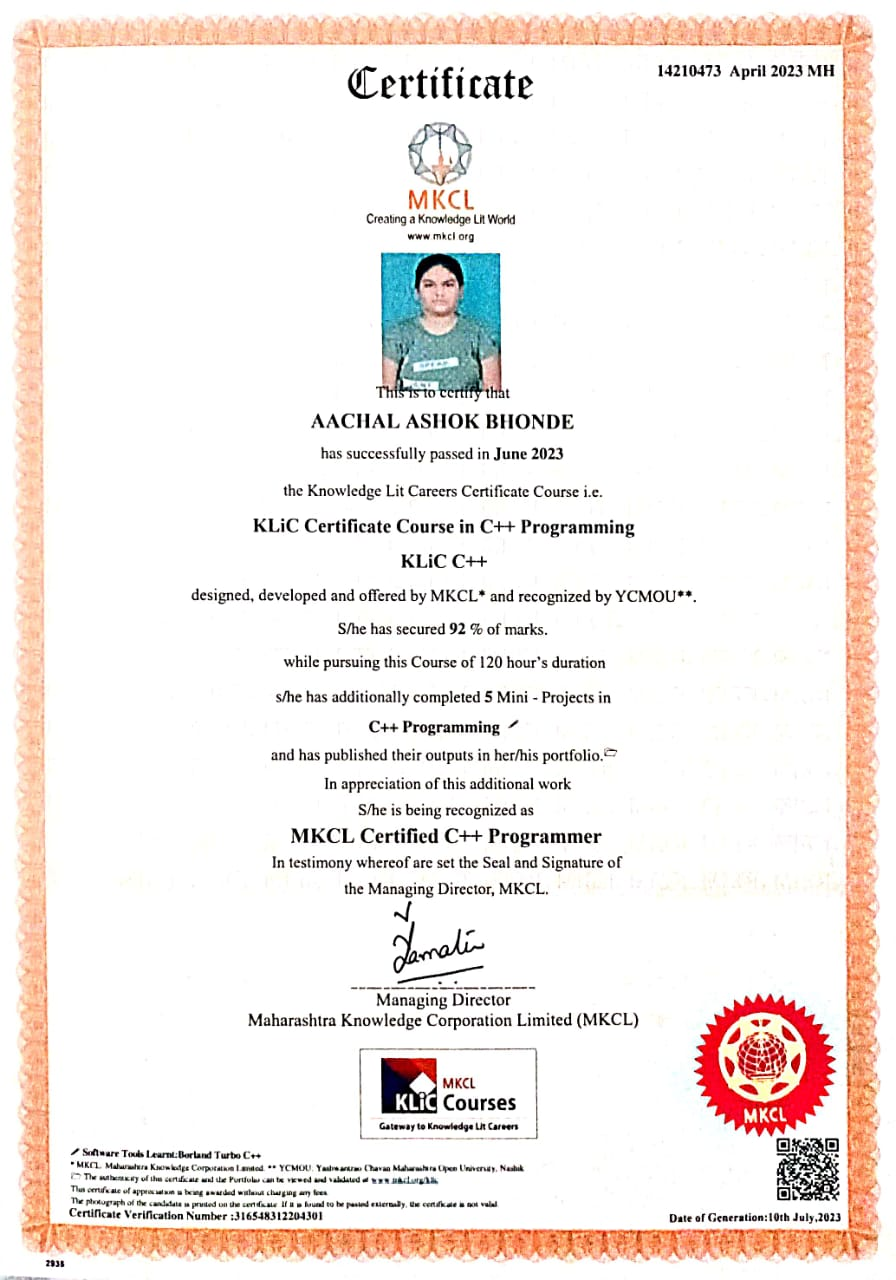 14210473 April 2023 MH
Certificate
MKCL
Creating a Knowledge Lit World
www.mkcl.org
This is to certify that
AACHAL ASHOK BHONDE
has successfully passed in June 2023
the Knowledge Lit Careers Certificate Course i.e.
KLiC Certificate Course in C++ Programming
KLiC C++
designed, developed and offered by MKCL* and recognized by YCMOU**.
S/he has secured 92 % of marks.
while pursuing this Course of 120 hour's duration
s/he has additionally completed 5 Mini - Projects in
C++ Programming
and has published their outputs in her/his portfolio.
In appreciation of this additional work
S/he is being recognized as
MKCL Certified C++ Programmer
In testimony whereof are set the Seal and Signature of
the Managing Director, MKCL.
Managing Director
Maharashtra Knowledge Corporation Limited (MKCL)
MKCL
KLiC Courses
Gateway to Knowledge Lit Careers
MKCL
Software Tools Learnt:Borland Turbo C++
* MKCL. Maharashtra Knowledge Corporation Limited. ** YCMOU. Yashwantrao Chavan Maharashtra Open University, Nashik
The authenticity of this certificate and the Portfolio can be viewed and validated at www.mkcl.org/klic
This certificate of appreciation is being awarded without charging any fees.
The photograph of the candidate is printed on the certificate. If it is found to be pasted externally, the certificate is not valid.
Certificate Verification Number :316548312204301
Date of Generation:10th July,2023
2935